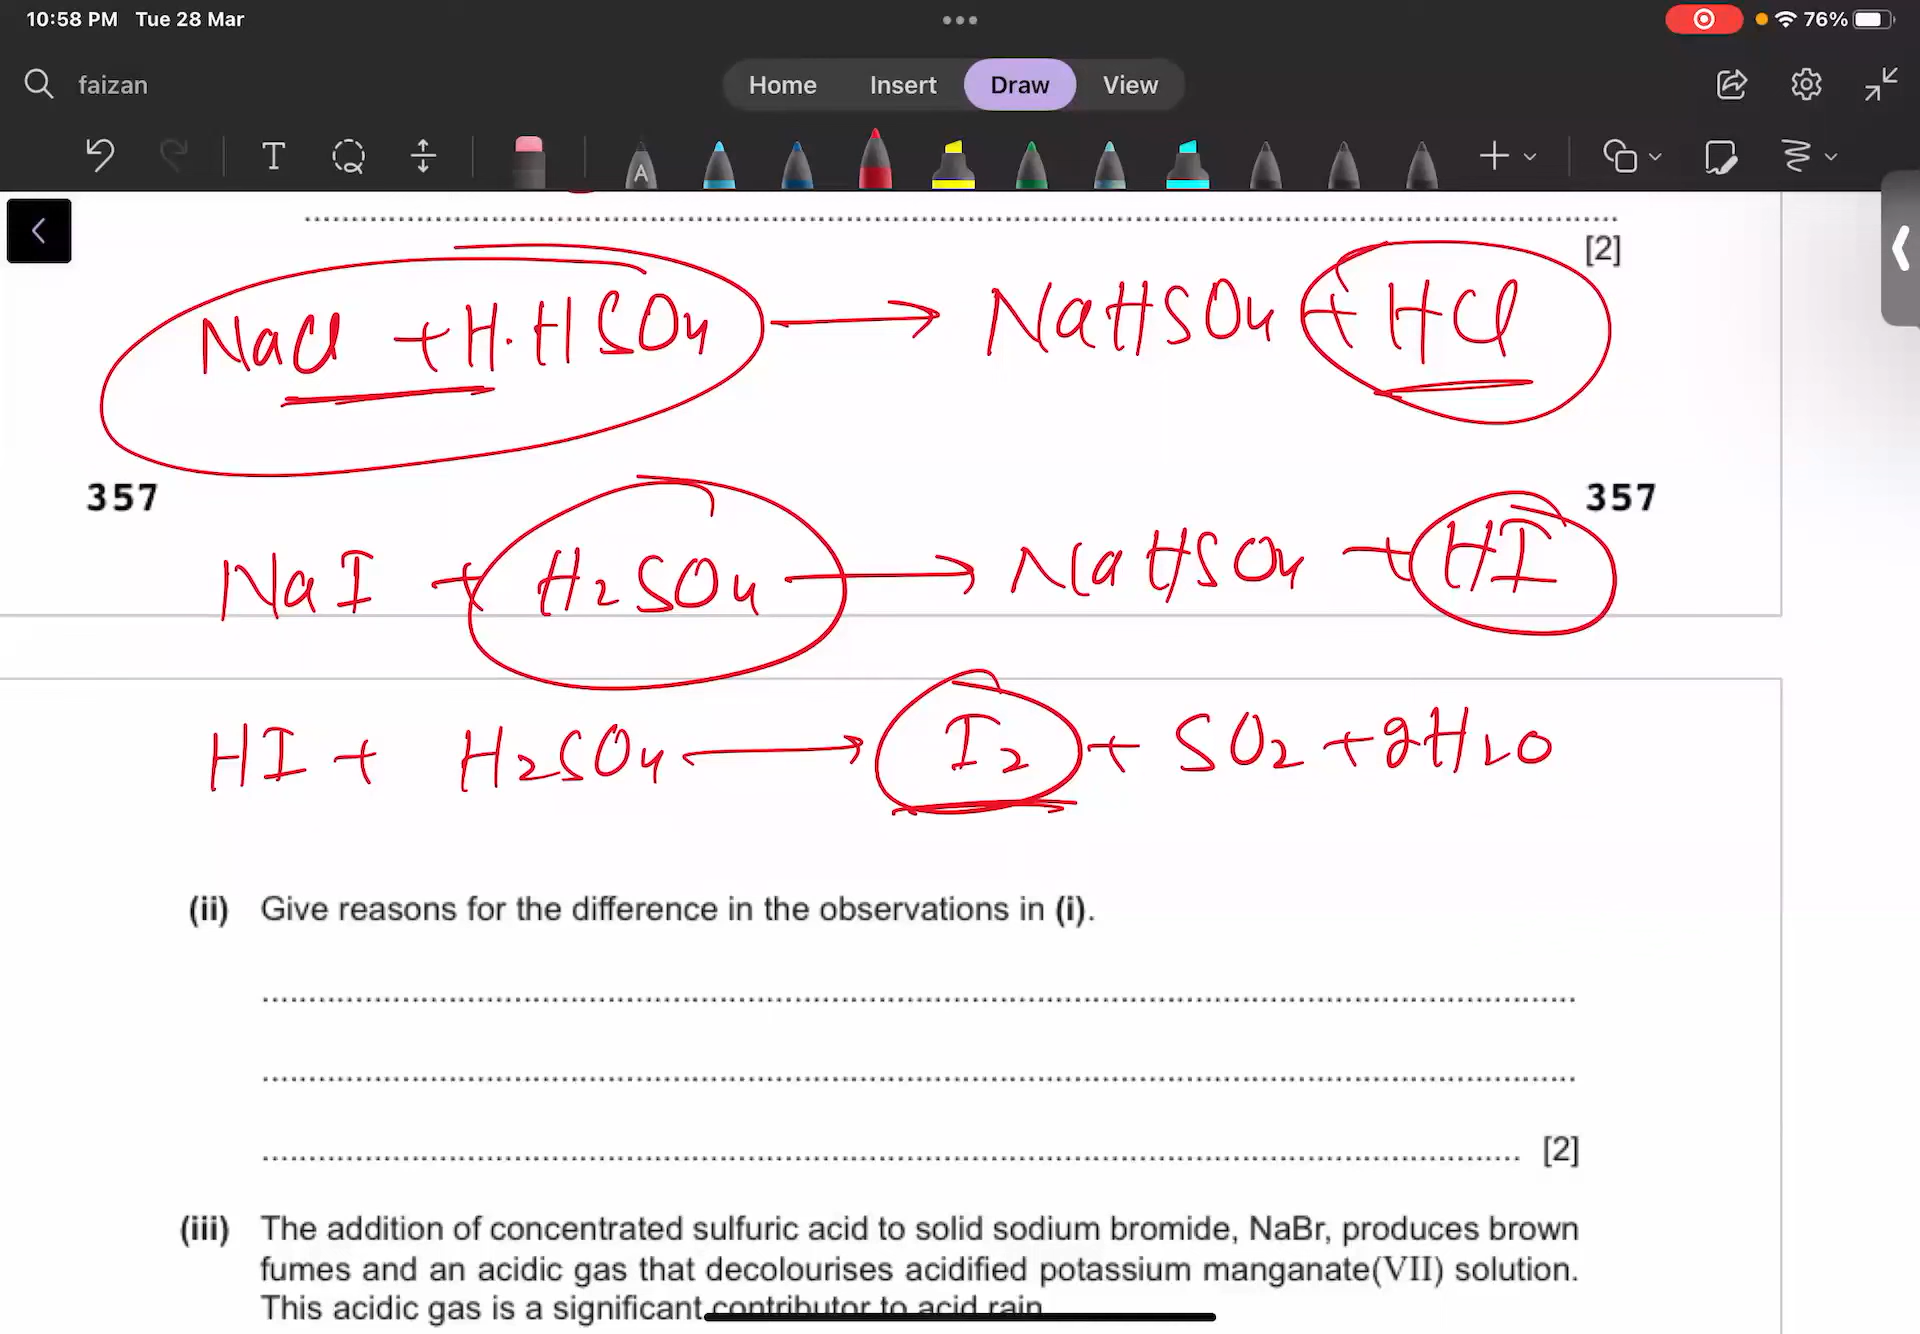 10:58 PM Tue 28 Mar
76%
faizan
Home Insert Draw View
T A
[2]
NaCl + H·HSO4 → NaHSO4 + HCl
357 357
NaI + H2SO4 → NaHSO4 + HI
HI + H2SO4 → I2 + SO2 + 2H2O
(ii) Give reasons for the difference in the observations in (i).
[2]
(iii) The addition of concentrated sulfuric acid to solid sodium bromide, NaBr, produces brown
fumes and an acidic gas that decolourises acidified potassium manganate(VII) solution.
This acidic gas is a significant contributor to acid rain